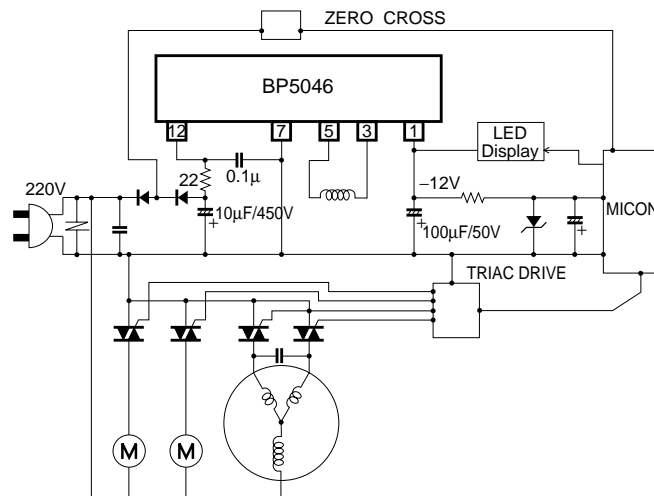 ZERO CROSS
BP5046
12 7 5 3 1
LED
Display
22
0.1μ
220V
−12V
10μF/450V
+
100μF/50V
+
+
MICON
TRIAC DRIVE
M M